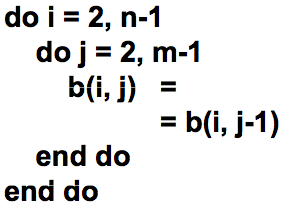 do i = 2, n-1
do j = 2, m-1
b(i, j) =
= b(i, j-1)
end do
end do